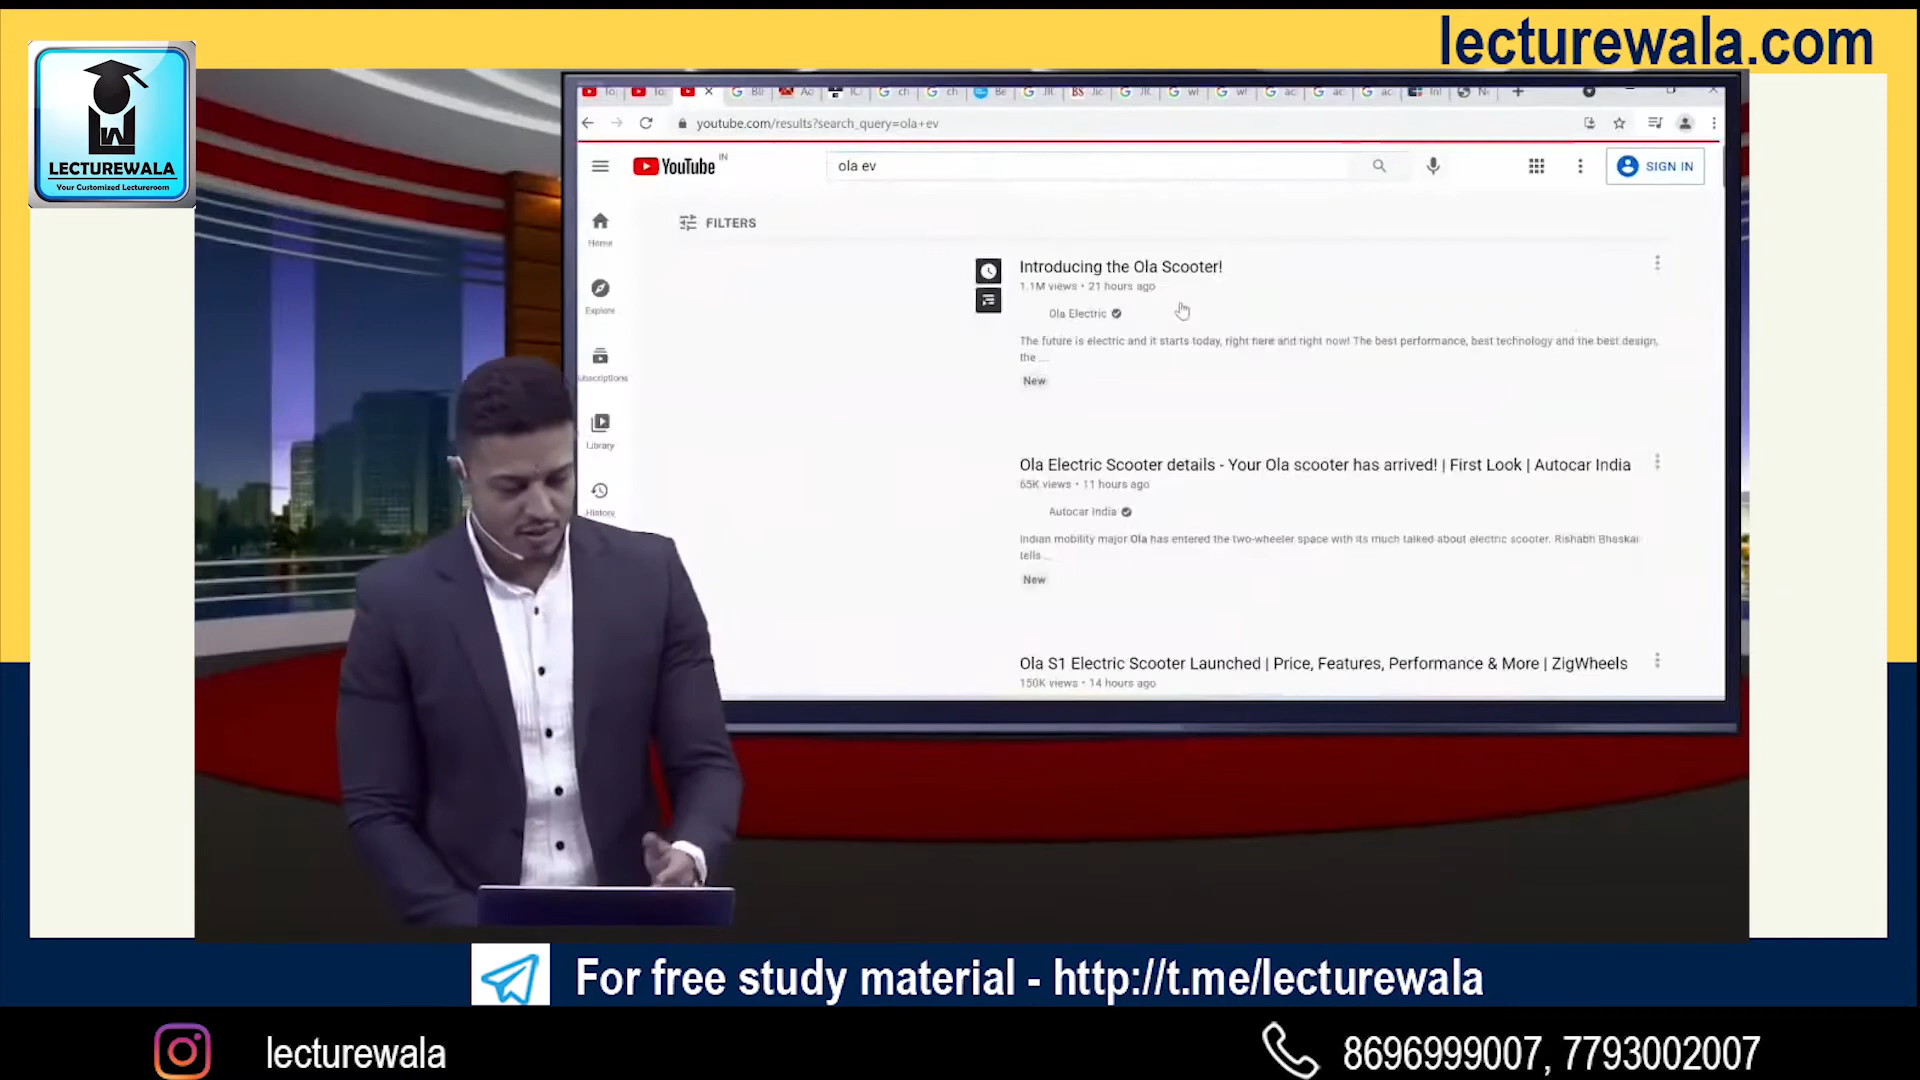 lecturewala.com
LW
LECTUREWALA
Your Customized Lectureroom
youtube.com/results?search_query=ola+ev
YouTube IN
ola ev
SIGN IN
FILTERS
Home
Explore
Library
History
Introducing the Ola Scooter!
1.1M views • 21 hours ago
Ola Electric
The future is electric and it starts today, right here and right now! The best performance, best technology and the best design,
the ...
New
Ola Electric Scooter details - Your Ola scooter has arrived! | First Look | Autocar India
65K views • 11 hours ago
Autocar India
Indian mobility major Ola has entered the two-wheeler space with its much talked about electric scooter. Rishabh Bhaskar
tells ...
New
Ola S1 Electric Scooter Launched | Price, Features, Performance & More | ZigWheels
150K views • 14 hours ago
For free study material - http://t.me/lecturewala
lecturewala
8696999007, 7793002007